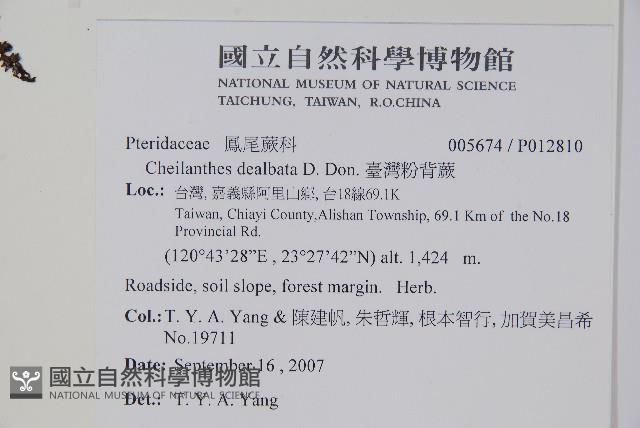 國立自然科學博物館
NATIONAL MUSEUM OF NATURAL SCIENCE
TAICHUNG, TAIWAN, R.O.CHINA
Pteridaceae 鳳尾蕨科 005674 / P012810
Cheilanthes dealbata D. Don. 臺灣粉背蕨
Loc.: 台灣, 嘉義縣阿里山鄉, 台18線69.1K
Taiwan, Chiayi County,Alishan Township, 69.1 Km of the No.18
Provincial Rd.
(120°43'28"E , 23°27'42"N) alt. 1,424 m.
Roadside, soil slope, forest margin. Herb.
Col.: T. Y. A. Yang & 陳建帆, 朱哲輝, 根本智行, 加賀美昌希
No.19711
Date: September 16 , 2007
國立自然科學博物館
NATIONAL MUSEUM OF NATURAL SCIENCE
Det.: T. Y. A. Yang